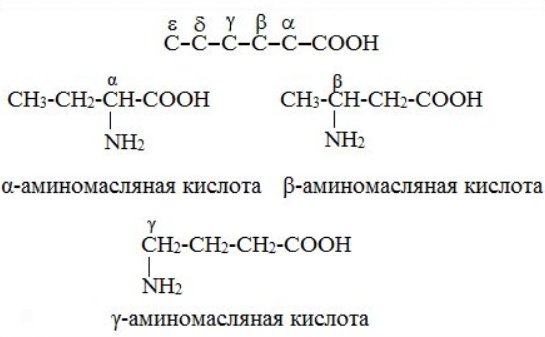 ε δ γ β α
C–C–C–C–C–COOH
α
CH3-CH2-CH-COOH
NH2
α-аминомасляная кислота
β
CH3-CH-CH2-COOH
NH2
β-аминомасляная кислота
γ
CH2-CH2-CH2-COOH
NH2
γ-аминомасляная кислота